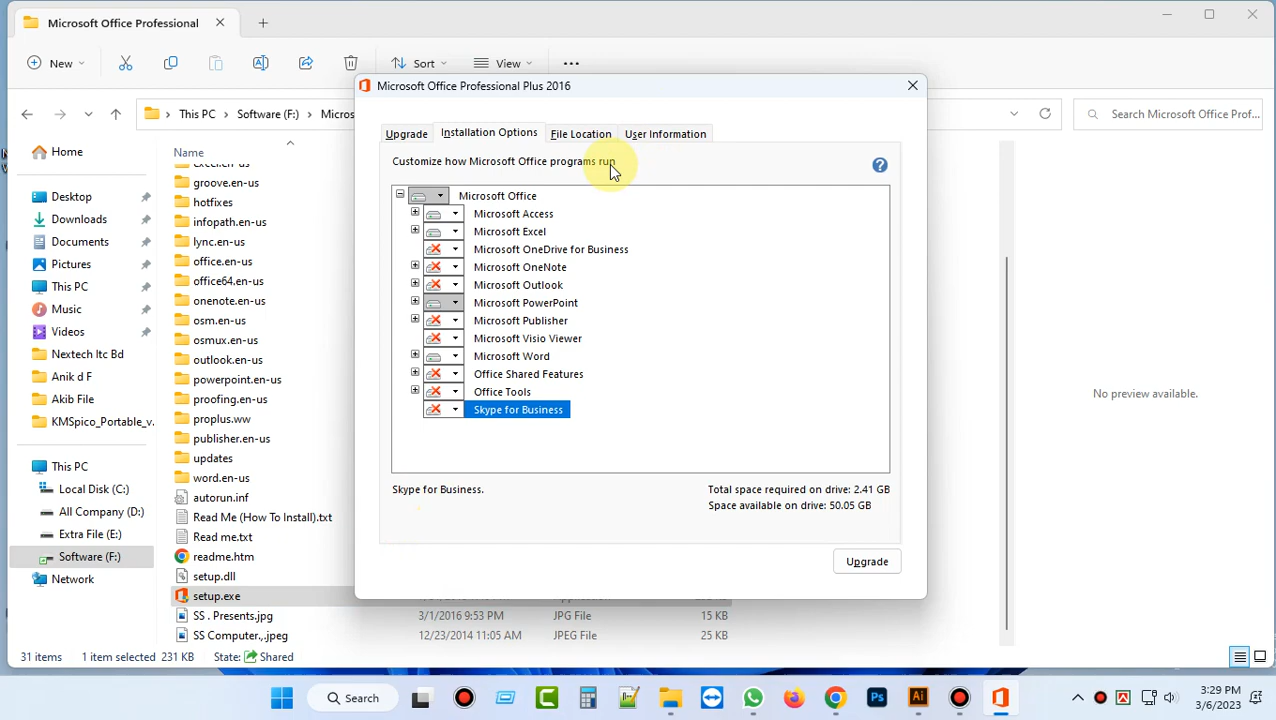 Microsoft Office Professional
New
Sort
View
This PC
Software (F:)
Micros
Search Microsoft Office Prof...
Home
Desktop
Downloads
Documents
Pictures
This PC
Music
Videos
Nextech Itc Bd
Anik d F
Akib File
KMSpico_Portable_v.
This PC
Local Disk (C:)
All Company (D:)
Extra File (E:)
Software (F:)
Network
Name
excel.en-us
groove.en-us
hotfixes
infopath.en-us
lync.en-us
office.en-us
office64.en-us
onenote.en-us
osm.en-us
osmux.en-us
outlook.en-us
powerpoint.en-us
proofing.en-us
proplus.ww
publisher.en-us
updates
word.en-us
autorun.inf
Read Me (How To Install).txt
Read me.txt
readme.htm
setup.dll
setup.exe
SS . Presents.jpg
3/1/2016 9:53 PM
JPG File
15 KB
SS Computer.,.jpeg
12/23/2014 11:05 AM
JPEG File
25 KB
Microsoft Office Professional Plus 2016
Upgrade
Installation Options
File Location
User Information
Customize how Microsoft Office programs run
Microsoft Office
Microsoft Access
Microsoft Excel
Microsoft OneDrive for Business
Microsoft OneNote
Microsoft Outlook
Microsoft PowerPoint
Microsoft Publisher
Microsoft Visio Viewer
Microsoft Word
Office Shared Features
Office Tools
Skype for Business
Skype for Business.
Total space required on drive: 2.41 GB
Space available on drive: 50.05 GB
Upgrade
No preview available.
31 items
1 item selected 231 KB
State:
Shared
Search
Ps
Ai
3:29 PM
3/6/2023